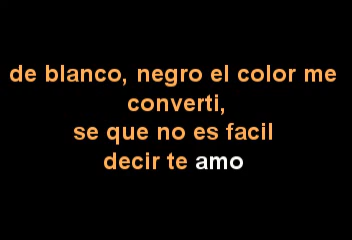 de blanco, negro el color me
converti,
se que no es facil
decir te amo